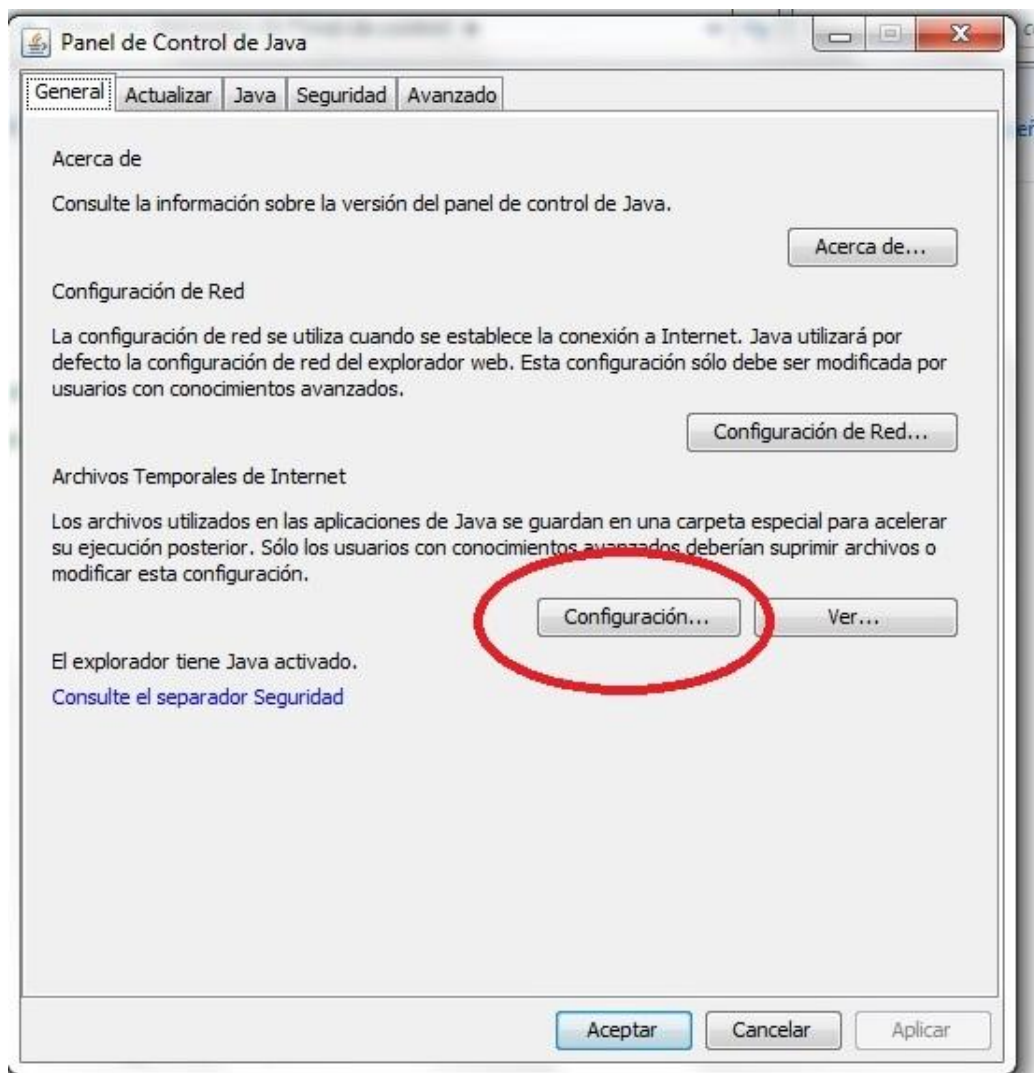 Panel de Control de Java
General Actualizar Java Seguridad Avanzado
Acerca de
Consulte la información sobre la versión del panel de control de Java.
Acerca de...
Configuración de Red
La configuración de red se utiliza cuando se establece la conexión a Internet. Java utilizará por
defecto la configuración de red del explorador web. Esta configuración sólo debe ser modificada por
usuarios con conocimientos avanzados.
Configuración de Red...
Archivos Temporales de Internet
Los archivos utilizados en las aplicaciones de Java se guardan en una carpeta especial para acelerar
su ejecución posterior. Sólo los usuarios con conocimientos avanzados deberían suprimir archivos o
modificar esta configuración.
Configuración... Ver...
El explorador tiene Java activado.
Consulte el separador Seguridad
Aceptar Cancelar Aplicar